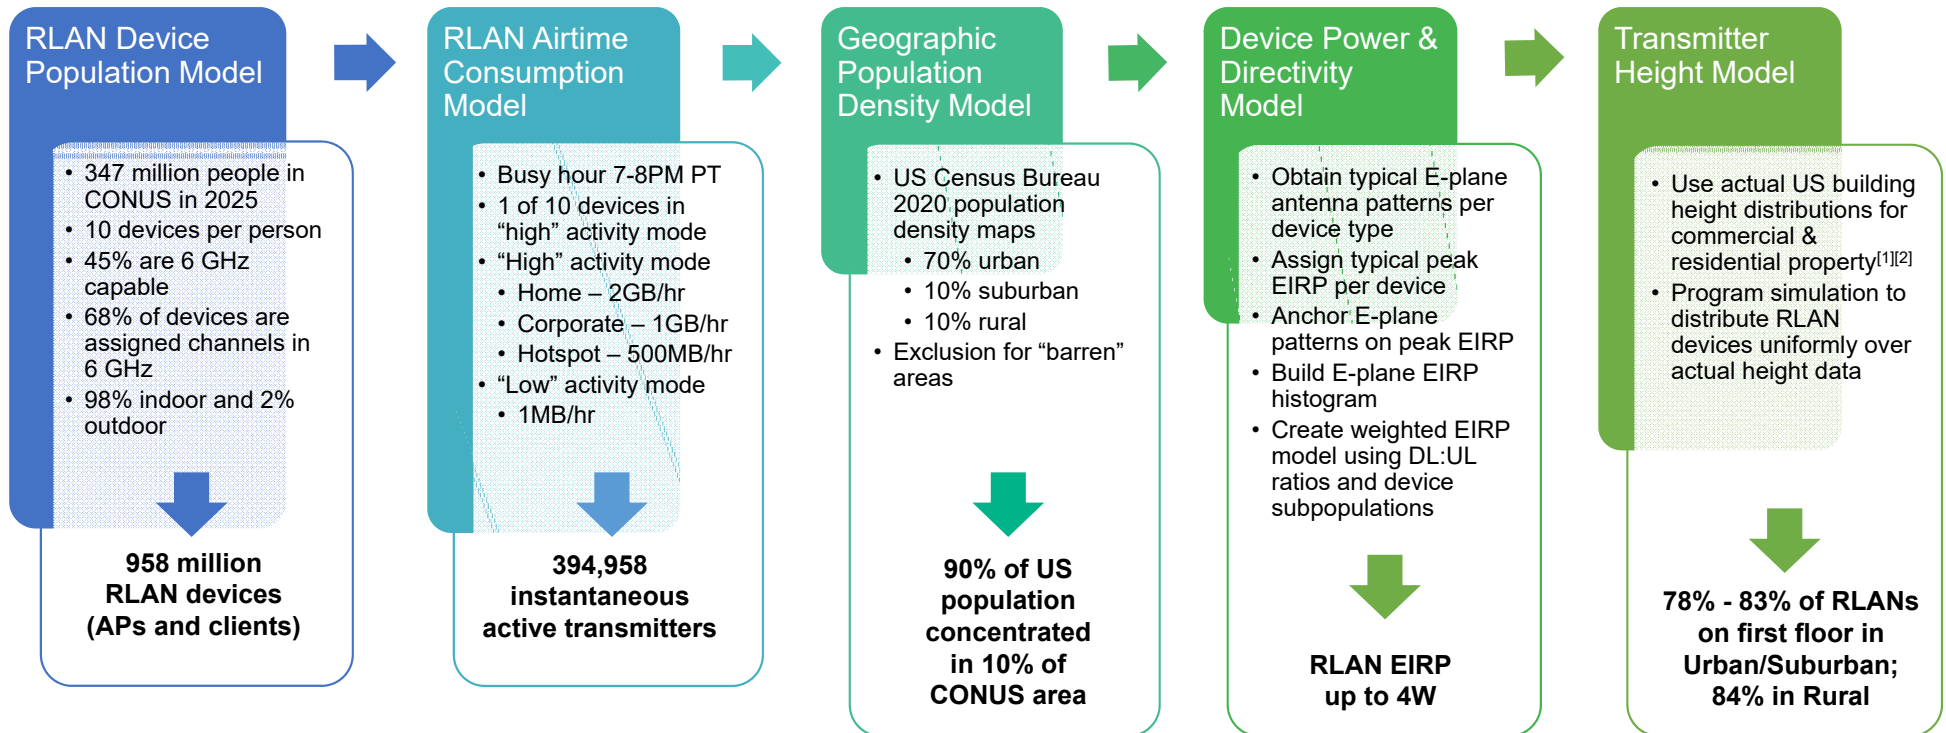 RLAN Device
Population Model
• 347 million people in
CONUS in 2025
• 10 devices per person
• 45% are 6 GHz
capable
• 68% of devices are
assigned channels in
6 GHz
• 98% indoor and 2%
outdoor
958 million
RLAN devices
(APs and clients)
RLAN Airtime
Consumption
Model
• Busy hour 7-8PM PT
• 1 of 10 devices in
“high” activity mode
• “High” activity mode
• Home – 2GB/hr
• Corporate – 1GB/hr
• Hotspot – 500MB/hr
• “Low” activity mode
• 1MB/hr
394,958
instantaneous
active transmitters
Geographic
Population
Density Model
• US Census Bureau
2020 population
density maps
• 70% urban
• 10% suburban
• 10% rural
• Exclusion for “barren”
areas
90% of US
population
concentrated
in 10% of
CONUS area
Device Power &
Directivity
Model
• Obtain typical E-plane
antenna patterns per
device type
• Assign typical peak
EIRP per device
• Anchor E-plane
patterns on peak EIRP
• Build E-plane EIRP
histogram
• Create weighted EIRP
model using DL:UL
ratios and device
subpopulations
RLAN EIRP
up to 4W
Transmitter
Height Model
• Use actual US building
height distributions for
commercial &
residential property[1][2]
• Program simulation to
distribute RLAN
devices uniformly over
actual height data
78% - 83% of RLANs
on first floor in
Urban/Suburban;
84% in Rural